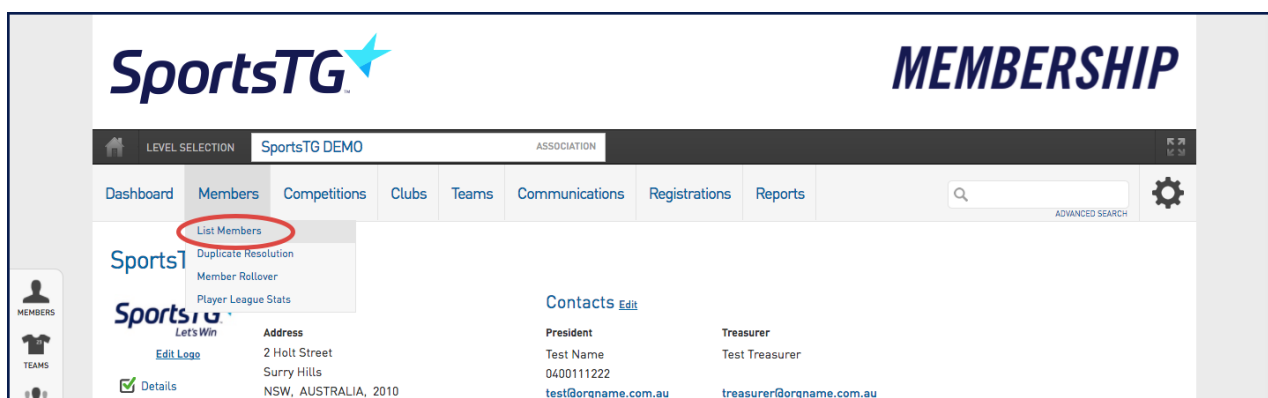 SportsTG
MEMBERSHIP
LEVEL SELECTION SportsTG DEMO ASSOCIATION
Dashboard Members Competitions Clubs Teams Communications Registrations Reports
ADVANCED SEARCH
List Members
Duplicate Resolution
Member Rollover
Player League Stats
SportsT
SportsTG
Let's Win
Edit Logo
Details
Address
2 Holt Street
Surry Hills
NSW, AUSTRALIA, 2010
Contacts Edit
President
Test Name
0400111222
test@orgname.com.au
Treasurer
Test Treasurer
treasurer@orgname.com.au
MEMBERS
TEAMS